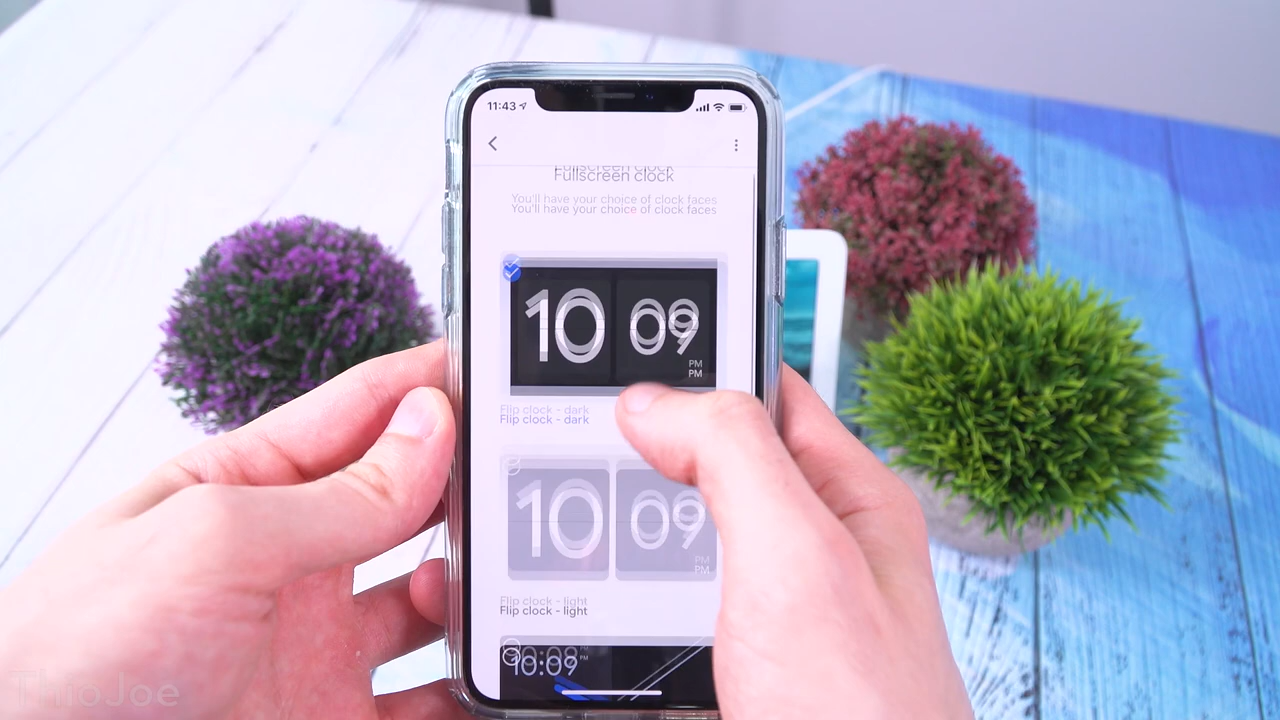 11:43
Fullscreen clock
You'll have your choice of clock faces
10 09
PM
Flip clock - dark
10 09
PM
Flip clock - light
10:09
PM
ThioJoe